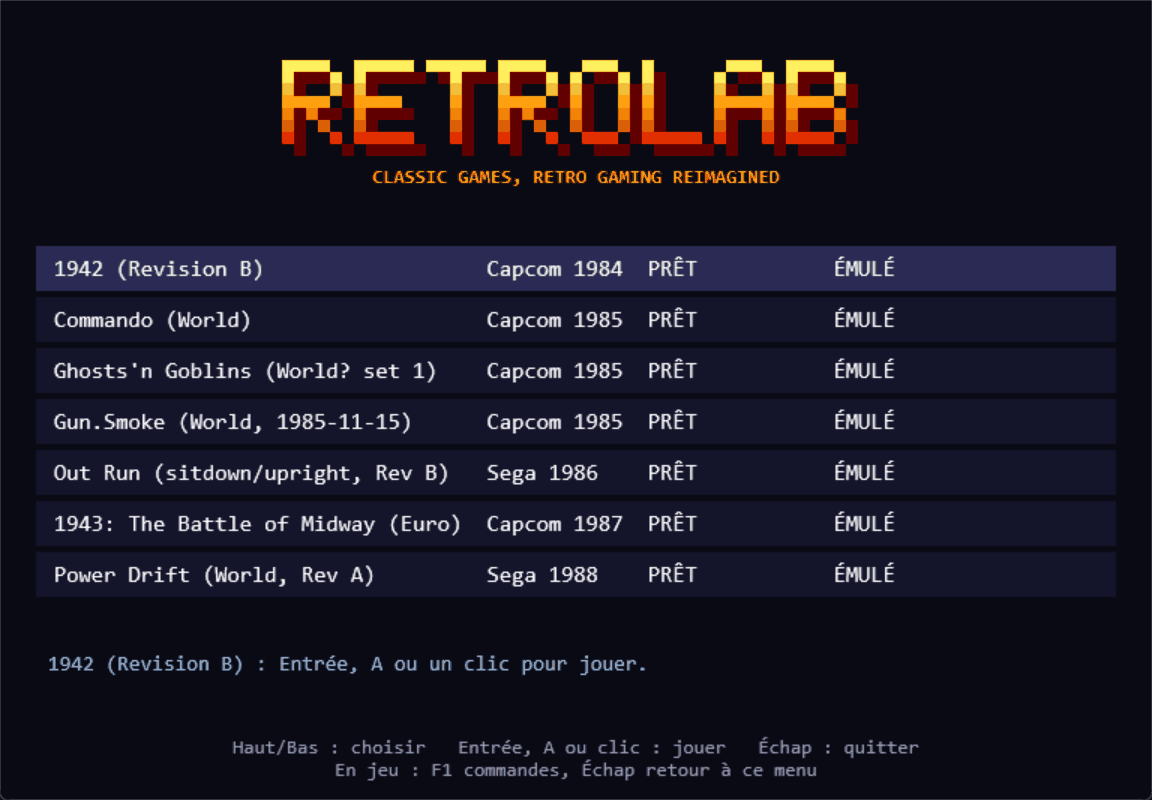 RETROLAB
CLASSIC GAMES, RETRO GAMING REIMAGINED
1942 (Revision B) Capcom 1984 PRÊT ÉMULÉ
Commando (World) Capcom 1985 PRÊT ÉMULÉ
Ghosts'n Goblins (World? set 1) Capcom 1985 PRÊT ÉMULÉ
Gun.Smoke (World, 1985-11-15) Capcom 1985 PRÊT ÉMULÉ
Out Run (sitdown/upright, Rev B) Sega 1986 PRÊT ÉMULÉ
1943: The Battle of Midway (Euro) Capcom 1987 PRÊT ÉMULÉ
Power Drift (World, Rev A) Sega 1988 PRÊT ÉMULÉ
1942 (Revision B) : Entrée, A ou un clic pour jouer.
Haut/Bas : choisir Entrée, A ou clic : jouer Échap : quitter
En jeu : F1 commandes, Échap retour à ce menu